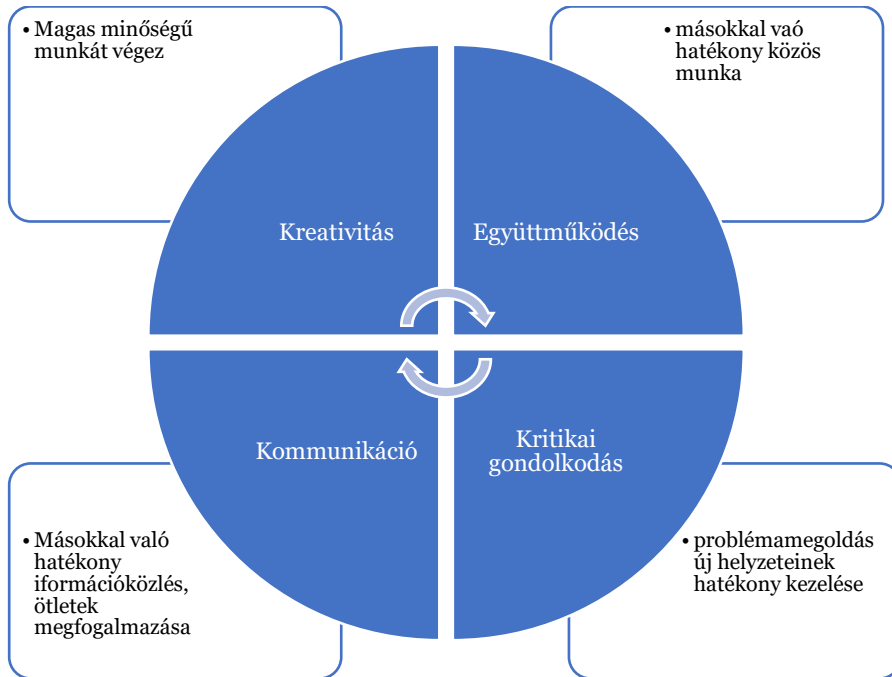 • Magas minőségű
munkát végez
• másokkal vaó
hatékony közös
munka
Kreativitás
Együttműködés
Kommunikáció
Kritikai
gondolkodás
• Másokkal való
hatékony
iformációközlés,
ötletek
megfogalmazása
• problémamegoldás
új helyzeteinek
hatékony kezelése